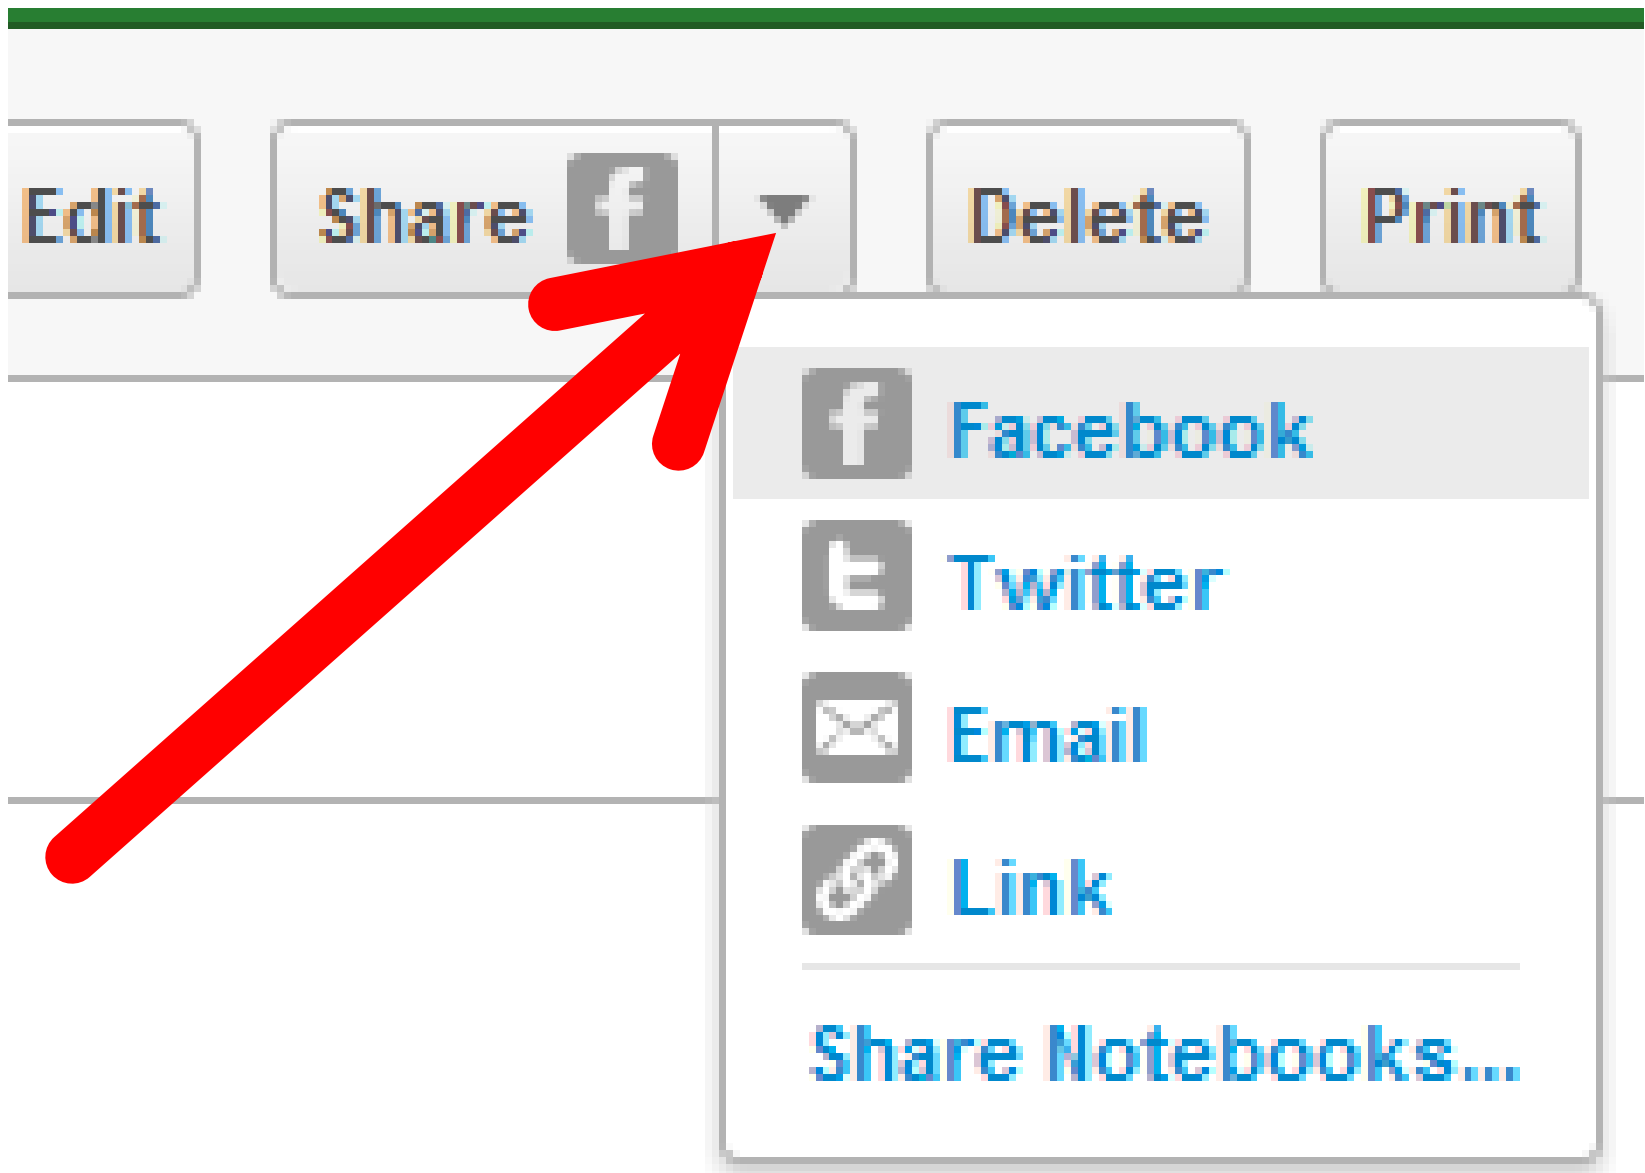 Edit Share f Delete Print
f Facebook
t Twitter
Email
Link
Share Notebooks...